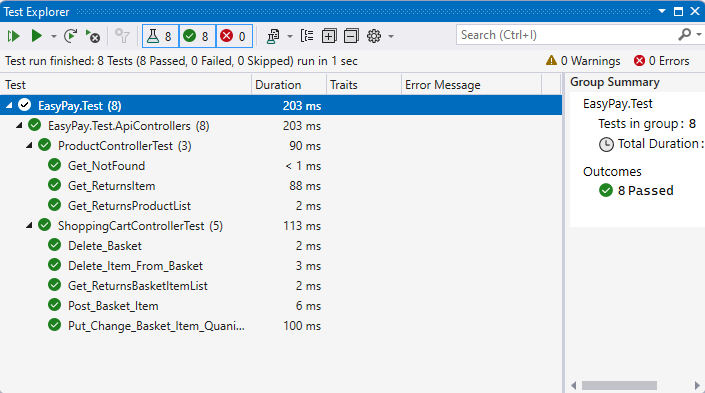 Test Explorer
8 8 0
Search (Ctrl+I)
Test run finished: 8 Tests (8 Passed, 0 Failed, 0 Skipped) run in 1 sec
0 Warnings 0 Errors
Test Duration Traits Error Message
Group Summary
EasyPay.Test (8) 203 ms
EasyPay.Test.ApiControllers (8) 203 ms
ProductControllerTest (3) 90 ms
Get_NotFound < 1 ms
Get_ReturnsItem 88 ms
Get_ReturnsProductList 2 ms
ShoppingCartControllerTest (5) 113 ms
Delete_Basket 2 ms
Delete_Item_From_Basket 3 ms
Get_ReturnsBasketItemList 2 ms
Post_Basket_Item 6 ms
Put_Change_Basket_Item_Quani... 100 ms
EasyPay.Test
Tests in group: 8
Total Duration:
Outcomes
8 Passed